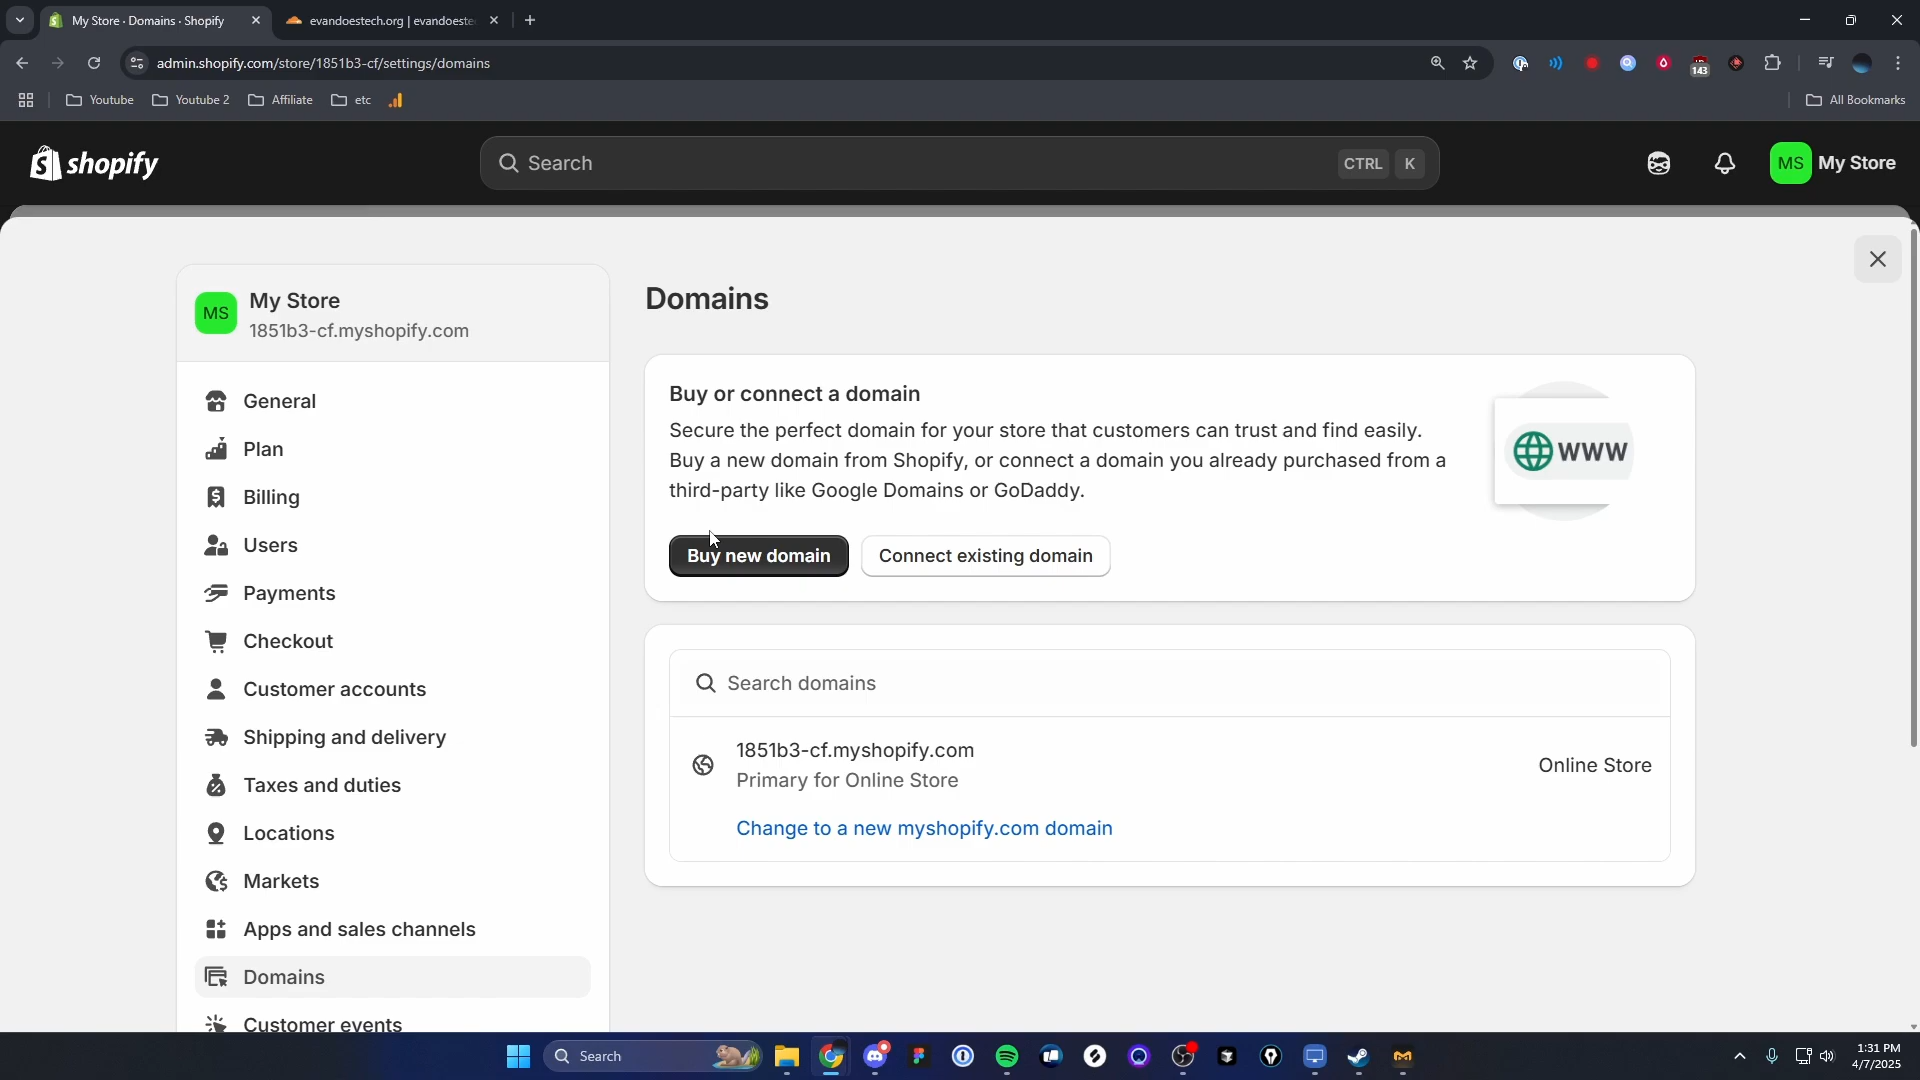 My Store · Domains · Shopify
evandoestech.org | evandoeste
admin.shopify.com/store/1851b3-cf/settings/domains
143
Youtube
Youtube 2
Affiliate
etc
All Bookmarks
shopify
Search
CTRL K
MS My Store
MS
My Store
1851b3-cf.myshopify.com
General
Plan
Billing
Users
Payments
Checkout
Customer accounts
Shipping and delivery
Taxes and duties
Locations
Markets
Apps and sales channels
Domains
Customer events
Domains
Buy or connect a domain
Secure the perfect domain for your store that customers can trust and find easily.
Buy a new domain from Shopify, or connect a domain you already purchased from a
third-party like Google Domains or GoDaddy.
WWW
Buy new domain
Connect existing domain
Search domains
1851b3-cf.myshopify.com
Primary for Online Store
Online Store
Change to a new myshopify.com domain
Search
1:31 PM
4/7/2025